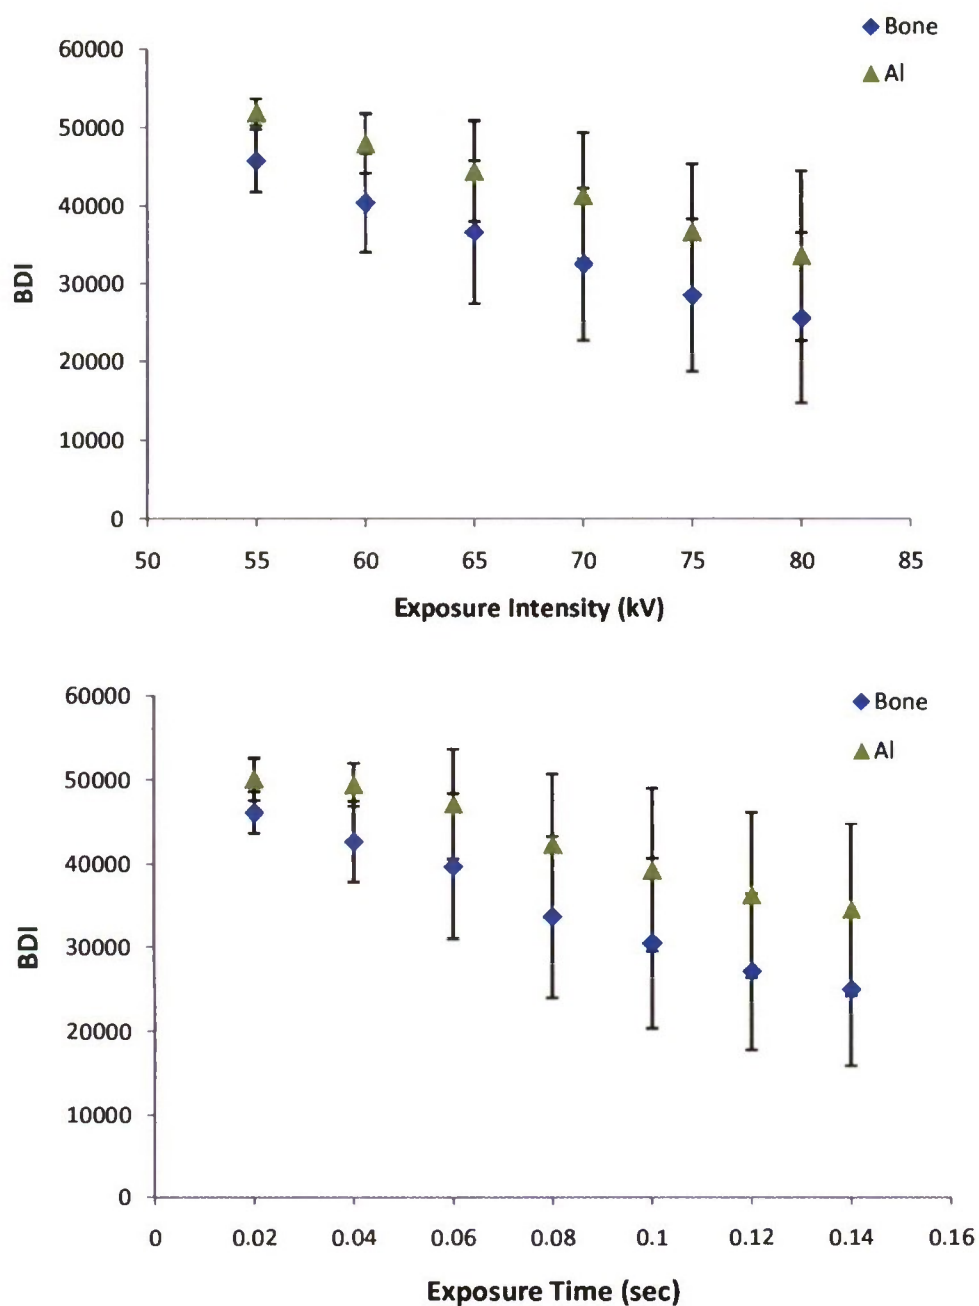 Bone
Al
60000
50000
40000
30000
20000
10000
0
BDI
50 55 60 65 70 75 80 85
Exposure Intensity (kV)
Bone
Al
60000
50000
40000
30000
20000
10000
0
BDI
0 0.02 0.04 0.06 0.08 0.1 0.12 0.14 0.16
Exposure Time (sec)